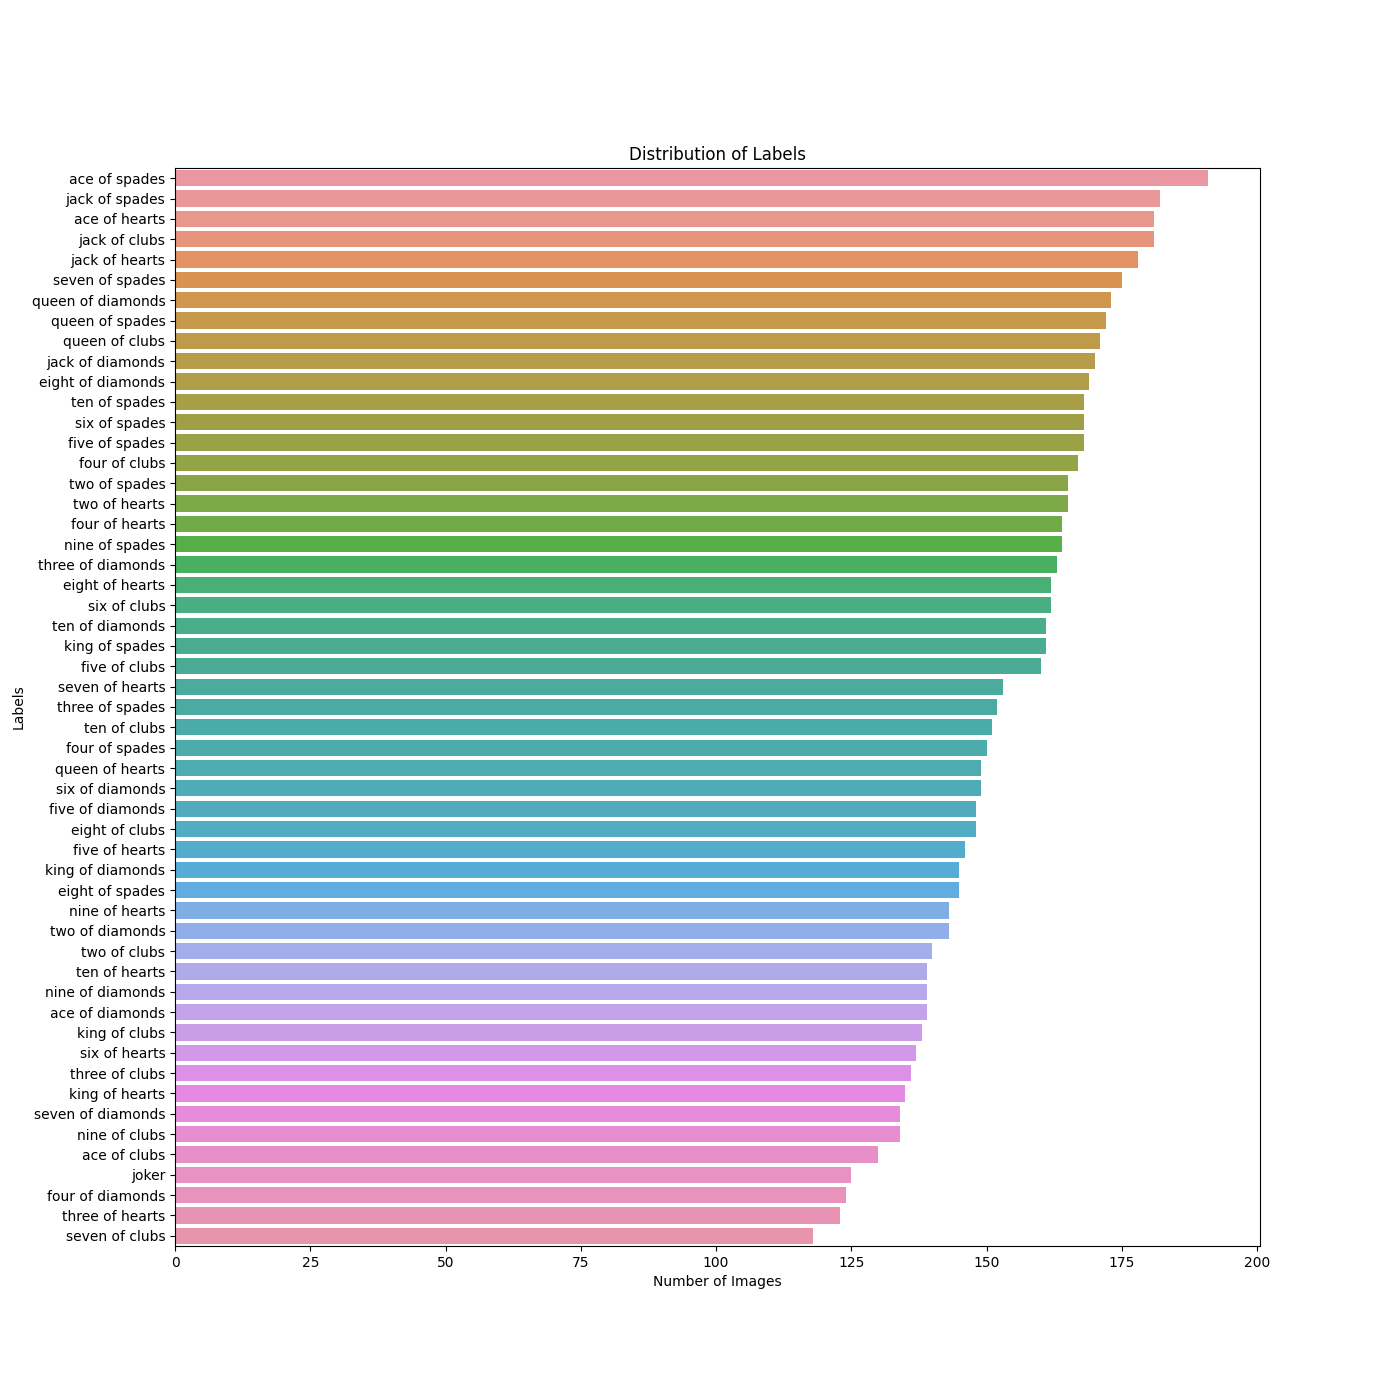 Distribution of Labels
ace of spades
jack of spades
ace of hearts
jack of clubs
jack of hearts
seven of spades
queen of diamonds
queen of spades
queen of clubs
jack of diamonds
eight of diamonds
ten of spades
six of spades
five of spades
four of clubs
two of spades
two of hearts
four of hearts
nine of spades
three of diamonds
eight of hearts
six of clubs
ten of diamonds
king of spades
five of clubs
seven of hearts
three of spades
ten of clubs
four of spades
queen of hearts
six of diamonds
five of diamonds
eight of clubs
five of hearts
king of diamonds
eight of spades
nine of hearts
two of diamonds
two of clubs
ten of hearts
nine of diamonds
ace of diamonds
king of clubs
six of hearts
three of clubs
king of hearts
seven of diamonds
nine of clubs
ace of clubs
joker
four of diamonds
three of hearts
seven of clubs
Labels
0 25 50 75 100 125 150 175 200
Number of Images